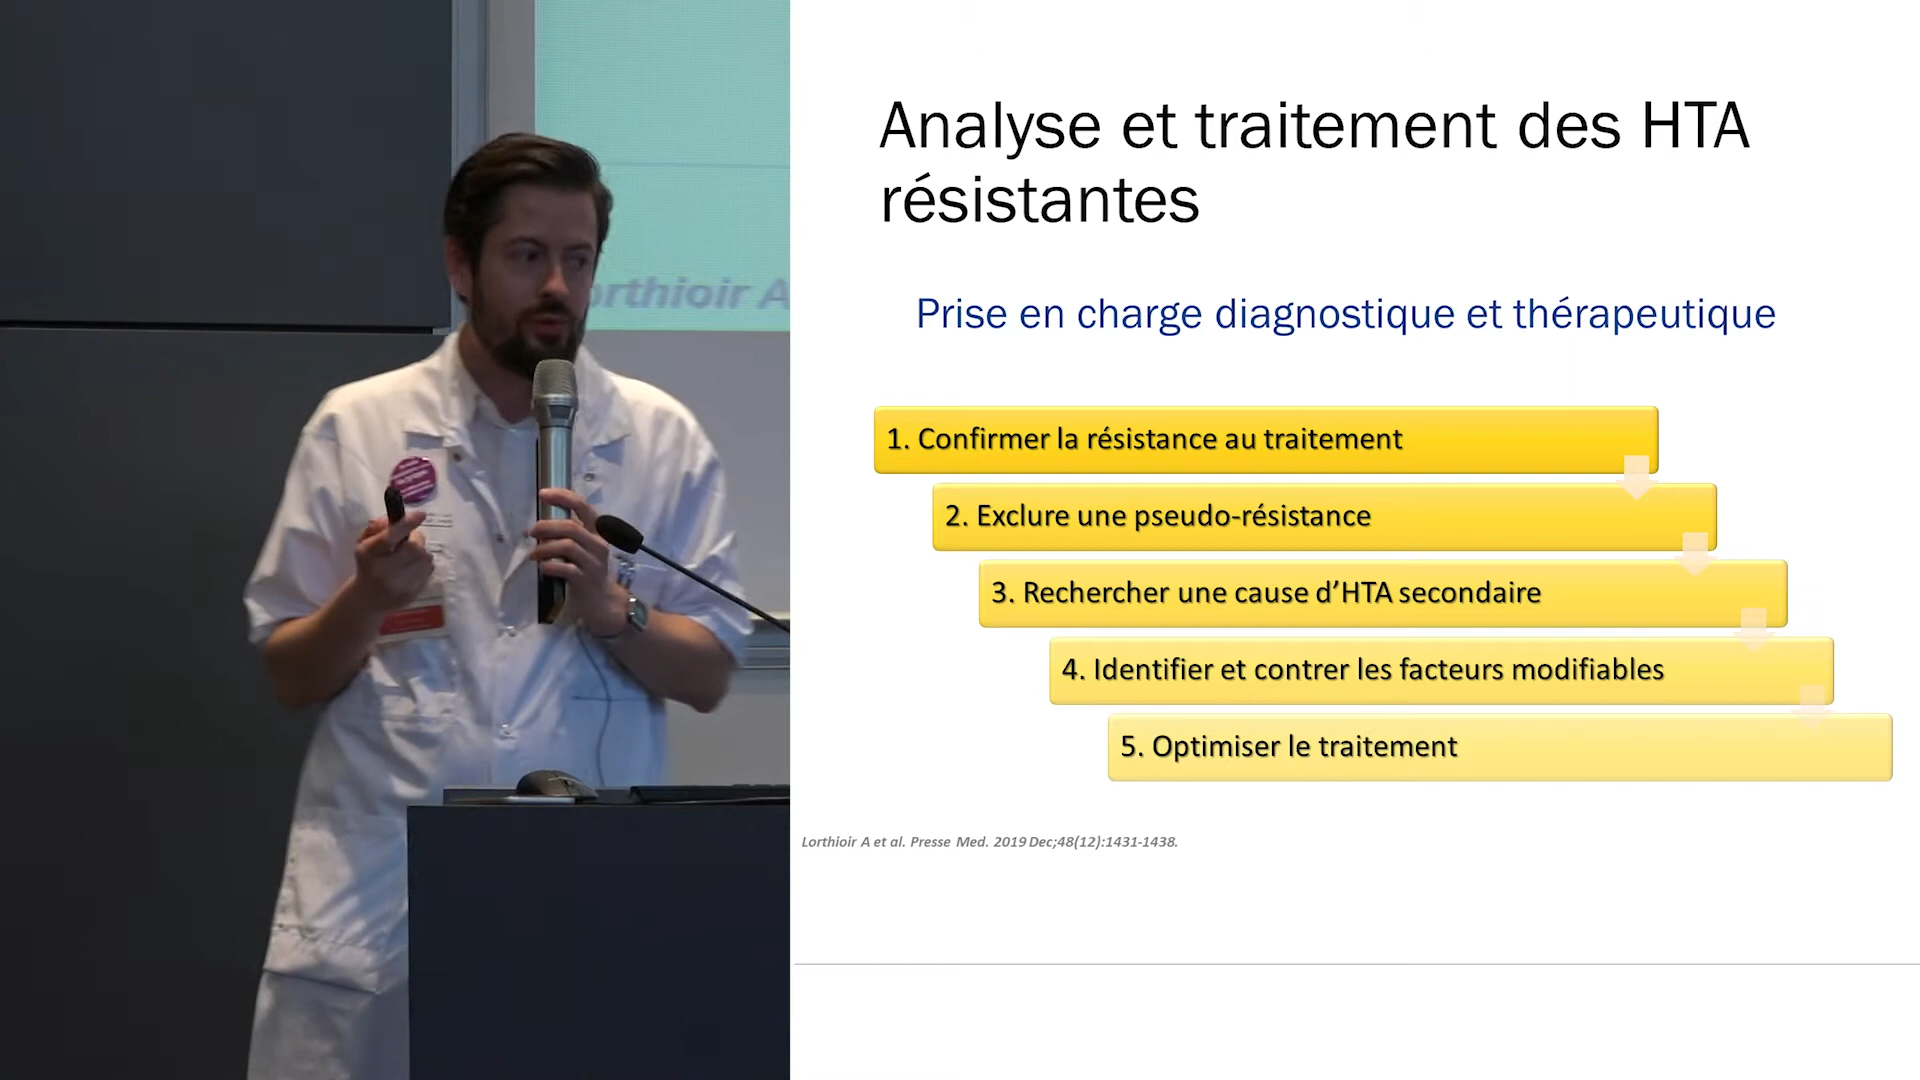 Analyse et traitement des HTA
résistantes
Prise en charge diagnostique et thérapeutique
1. Confirmer la résistance au traitement
2. Exclure une pseudo-résistance
3. Rechercher une cause d’HTA secondaire
4. Identifier et contrer les facteurs modifiables
5. Optimiser le traitement
Lorthioir A et al. Presse Med. 2019 Dec;48(12):1431-1438.
orthioir A